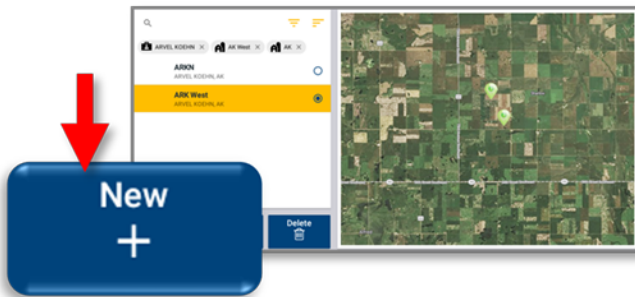 ARVEL KOEHN × AK West × AK ×
ARKN
ARVEL KOEHN, AK
ARK West
ARVEL KOEHN, AK
New
Delete